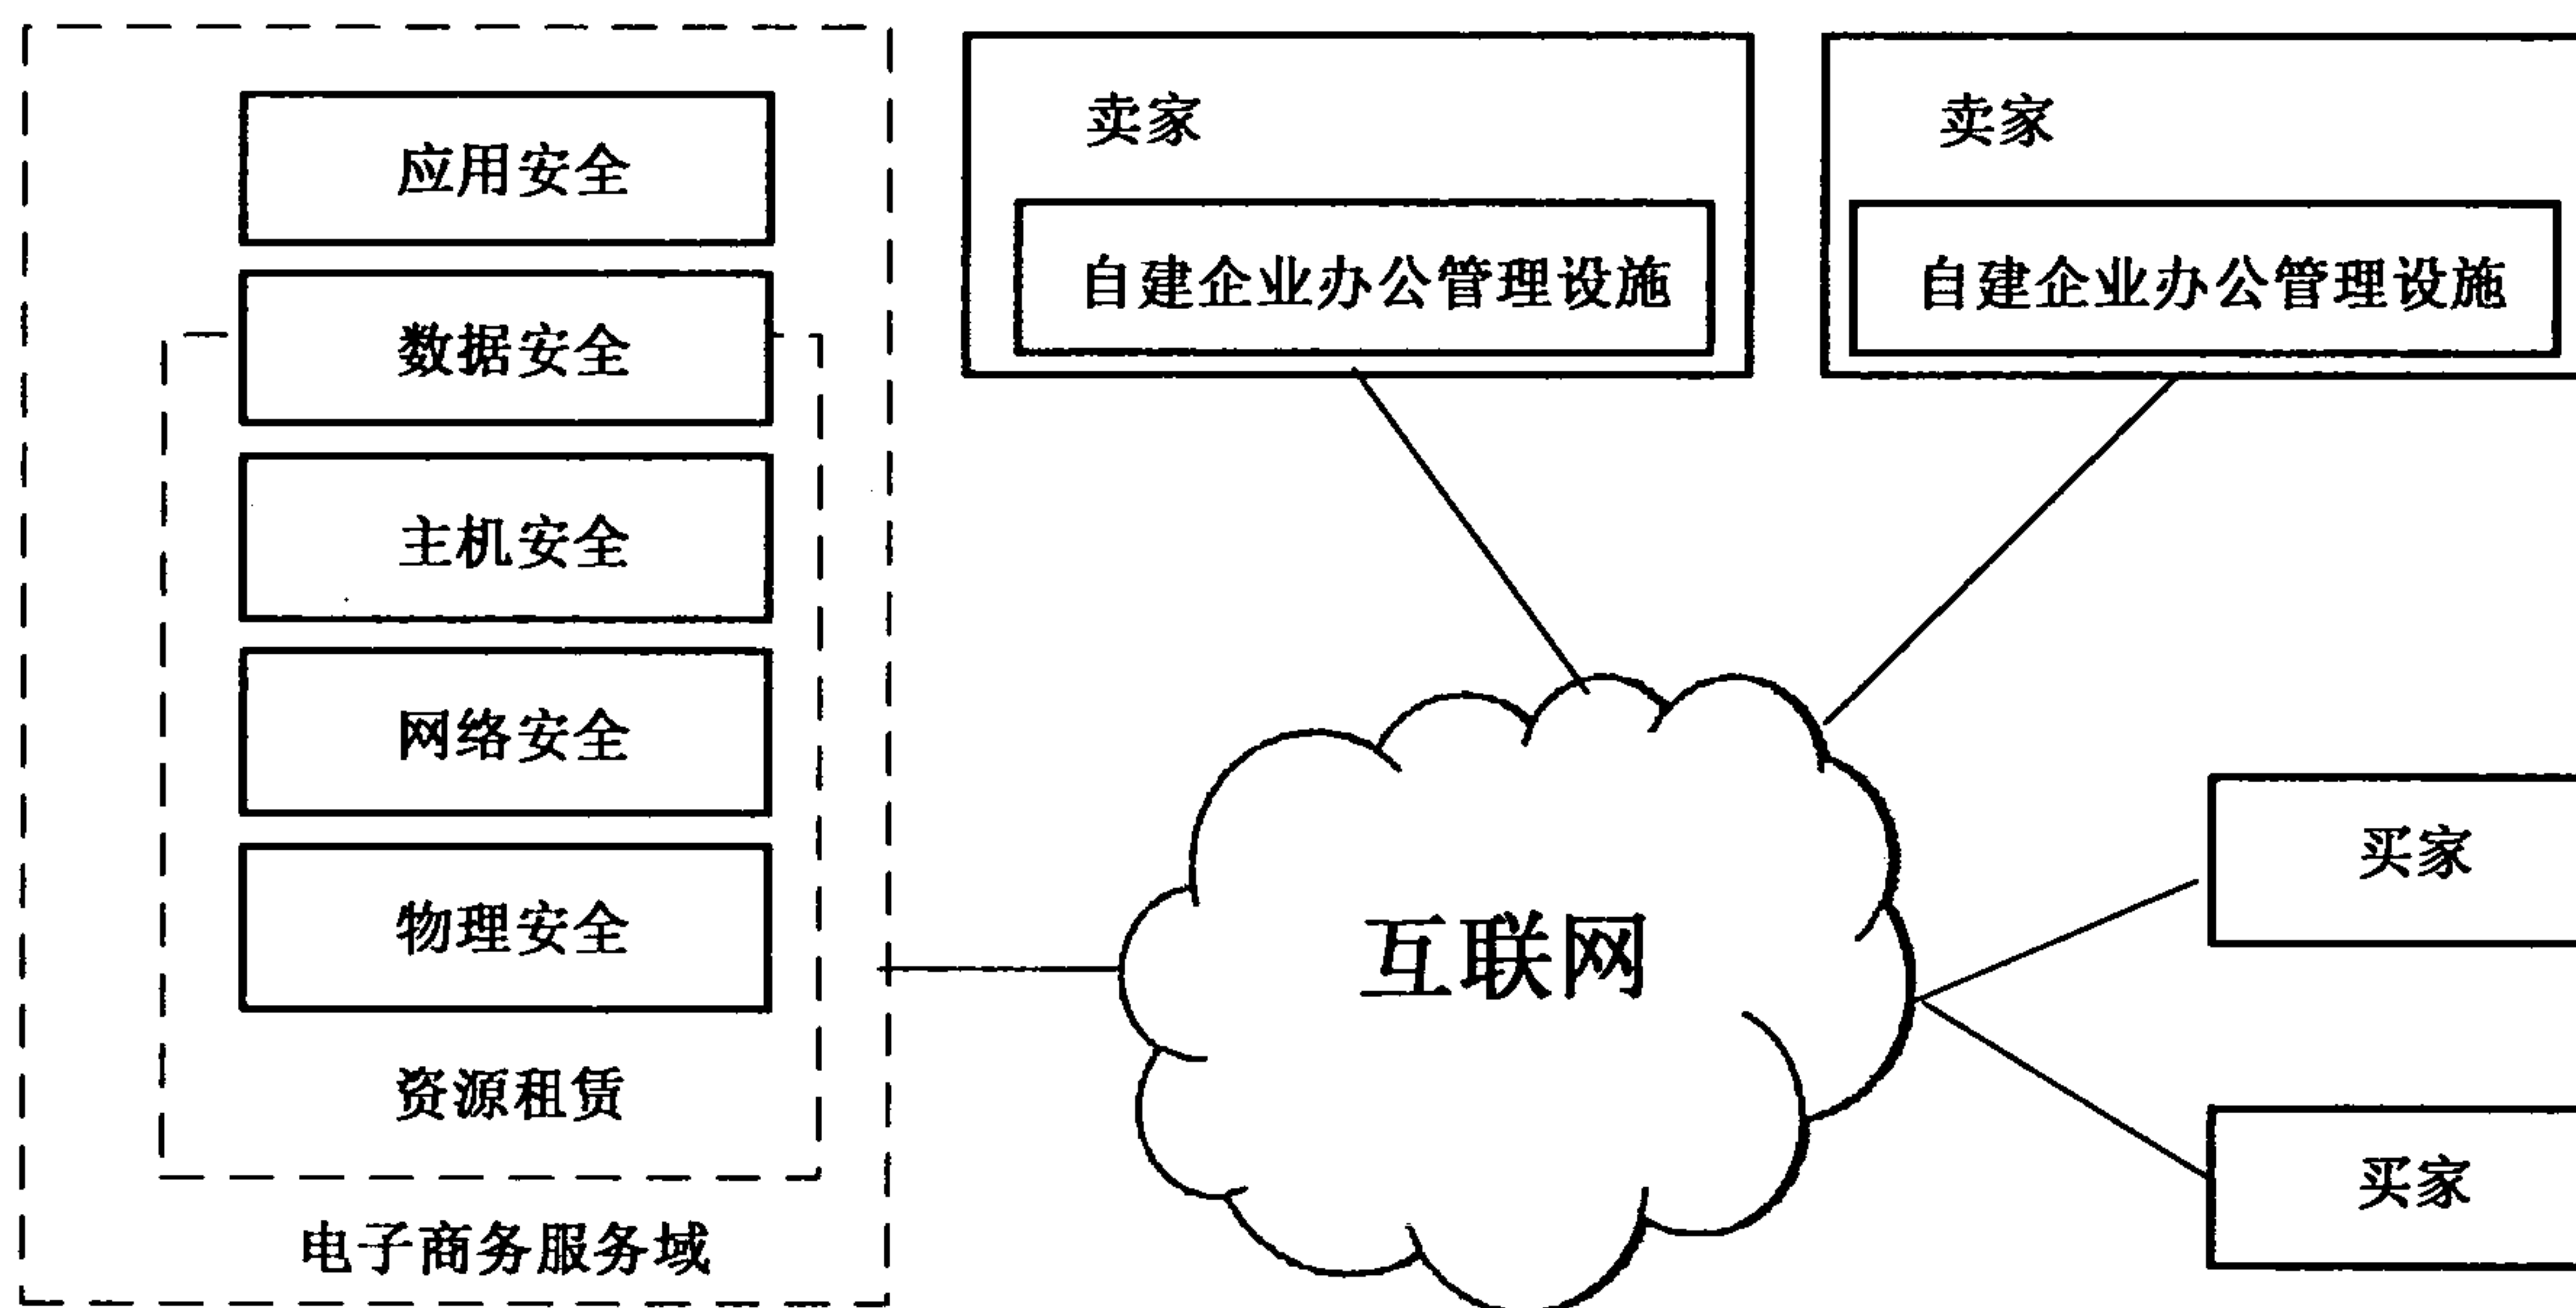 应用安全
数据安全
主机安全
网络安全
物理安全
资源租赁
电子商务服务域
卖家
自建企业办公管理设施
卖家
自建企业办公管理设施
互联网
买家
买家